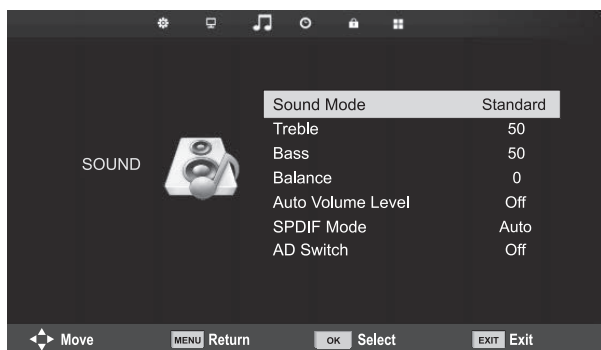 Sound Mode Standard
Treble 50
Bass 50
SOUND
Balance 0
Auto Volume Level Off
SPDIF Mode Auto
AD Switch Off
Move MENU Return OK Select EXIT Exit